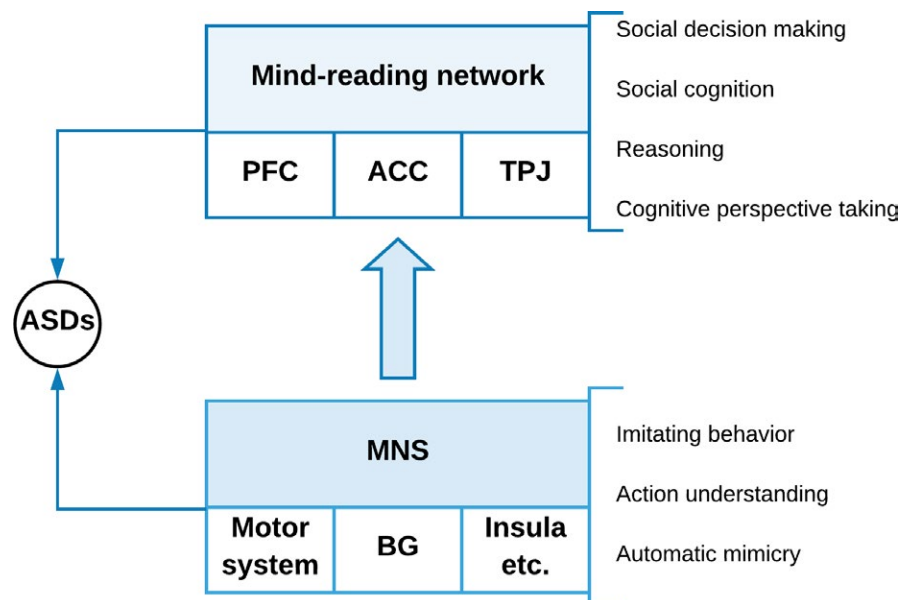 Social decision making
Mind-reading network
Social cognition
Reasoning
PFC
ACC
TPJ
Cognitive perspective taking
ASDs
MNS
Imitating behavior
Action understanding
Motor
system
BG
Insula
etc.
Automatic mimicry